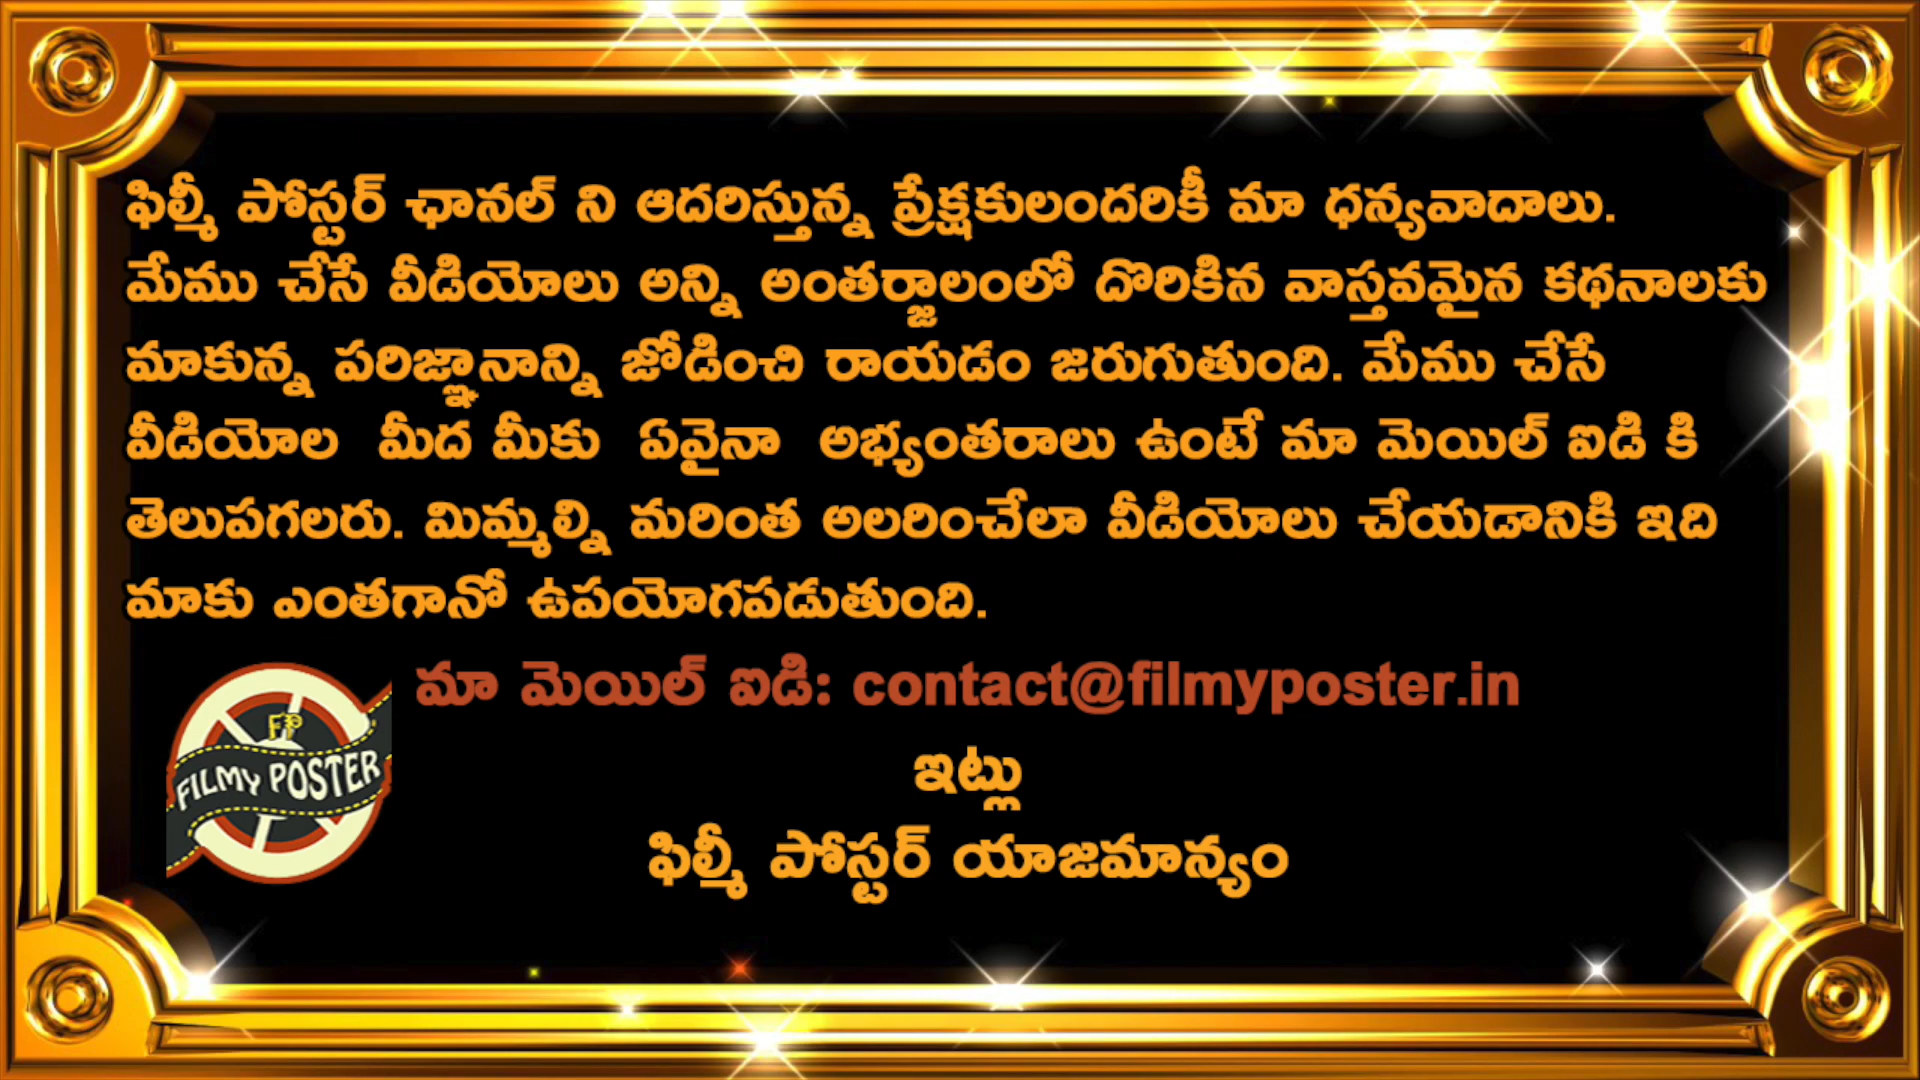 ఫిల్మీ పోస్టర్ ఛానల్ ని ఆదరిస్తున్న ప్రేక్షకులందరికీ మా ధన్యవాదాలు.
మేము చేసే వీడియోలు అన్ని అంతర్జాలంలో దొరికిన వాస్తవమైన కథనాలకు
మాకున్న పరిజ్ఞానాన్ని జోడించి రాయడం జరుగుతుంది. మేము చేసే
వీడియోల మీద మీకు ఏవైనా అభ్యంతరాలు ఉంటే మా మెయిల్ ఐడి కి
తెలుపగలరు. మిమ్మల్ని మరింత అలరించేలా వీడియోలు చేయడానికి ఇది
మాకు ఎంతగానో ఉపయోగపడుతుంది.
మా మెయిల్ ఐడి: contact@filmyposter.in
FP
FILMY POSTER
ఇట్లు
ఫిల్మీ పోస్టర్ యాజమాన్యం